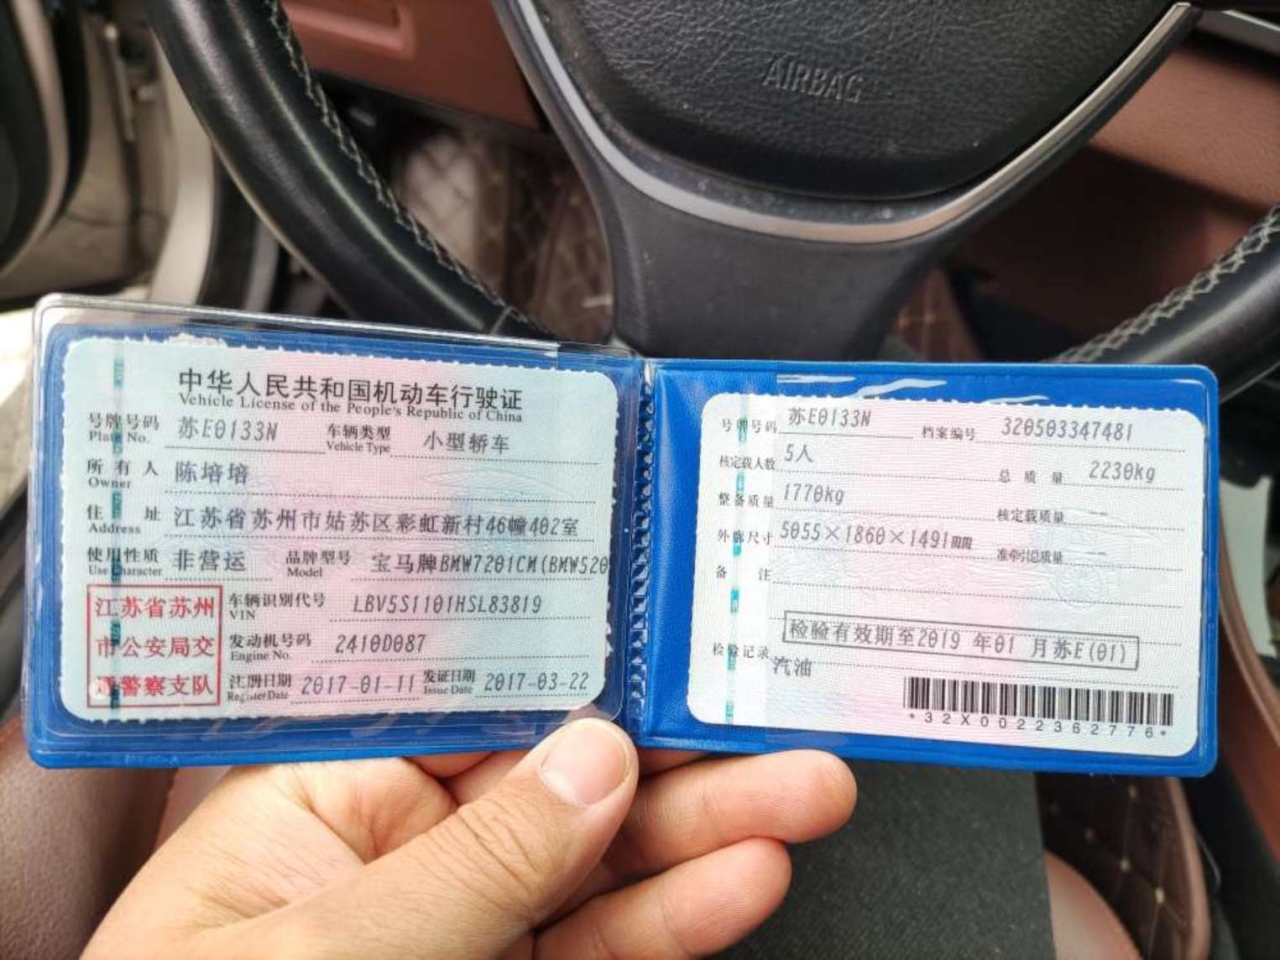 AIRBAG
中华人民共和国机动车行驶证
Vehicle License of the People's Republic of China
号牌号码 苏E0133N 车辆类型 小型轿车
Plate No. Vehicle Type
所有人 陈培培
Owner
住址 江苏省苏州市姑苏区彩虹新村46幢402室
Address
使用性质 非营运 品牌型号 宝马牌BMW7201CM(BMW520
Use Character Model
江苏省苏州
市公安局交
通警察支队
车辆识别代号 LBV5S1101HSL83819
VIN
发动机号码 2410D087
Engine No.
注册日期 2017-01-11 发证日期 2017-03-22
Register Date Issue Date
号牌号码 苏E0133N 档案编号 320503347481
核定载人数 5人 总质量 2230kg
整备质量 1770kg 核定载质量 --
外廓尺寸 5055×1860×1491mm 准牵引总质量 --
备注
检验有效期至2019 年01 月苏E(01)
检验记录
汽油
*32X0022362776*